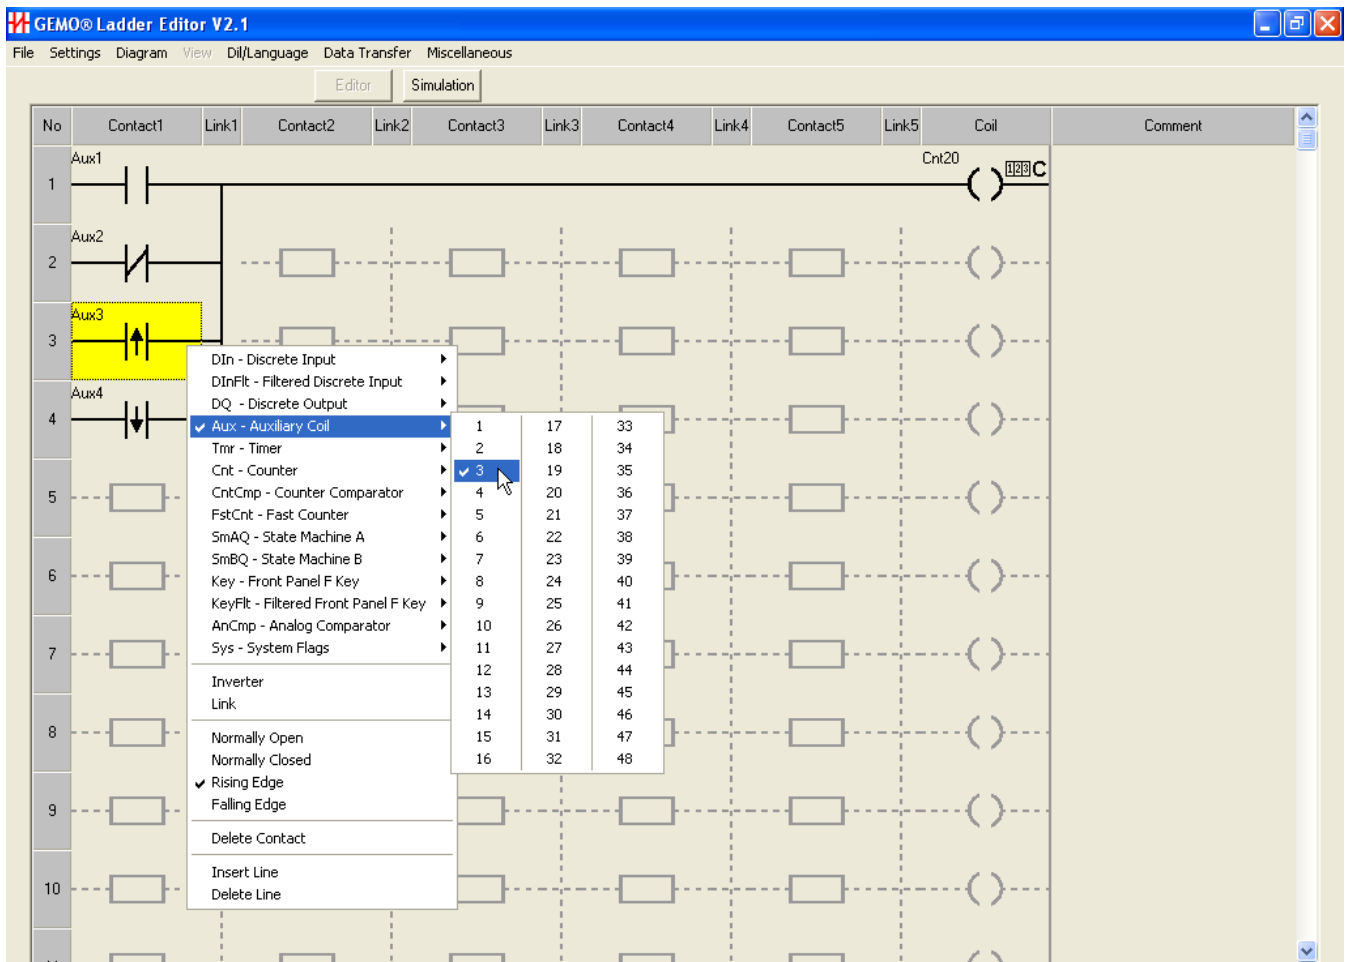 GEMO® Ladder Editor V2.1
File Settings Diagram View Dil/Language Data Transfer Miscellaneous
Editor Simulation
No Contact1 Link1 Contact2 Link2 Contact3 Link3 Contact4 Link4 Contact5 Link5 Coil Comment
Aux1 Cnt20
1 123 C
Aux2
2
Aux3
3
DIn - Discrete Input
DInFlt - Filtered Discrete Input
DQ - Discrete Output
Aux4
4
Aux - Auxiliary Coil 1 17 33
Tmr - Timer 2 18 34
Cnt - Counter 3 19 35
CntCmp - Counter Comparator 4 20 36
5
FstCnt - Fast Counter 5 21 37
SmAQ - State Machine A 6 22 38
SmBQ - State Machine B 7 23 39
6
Key - Front Panel F Key 8 24 40
KeyFlt - Filtered Front Panel F Key 9 25 41
AnCmp - Analog Comparator 10 26 42
7
Sys - System Flags 11 27 43
12 28 44
Inverter 13 29 45
Link 14 30 46
8
Normally Open 15 31 47
Normally Closed 16 32 48
Rising Edge
Falling Edge
9
Delete Contact
Insert Line
10
Delete Line